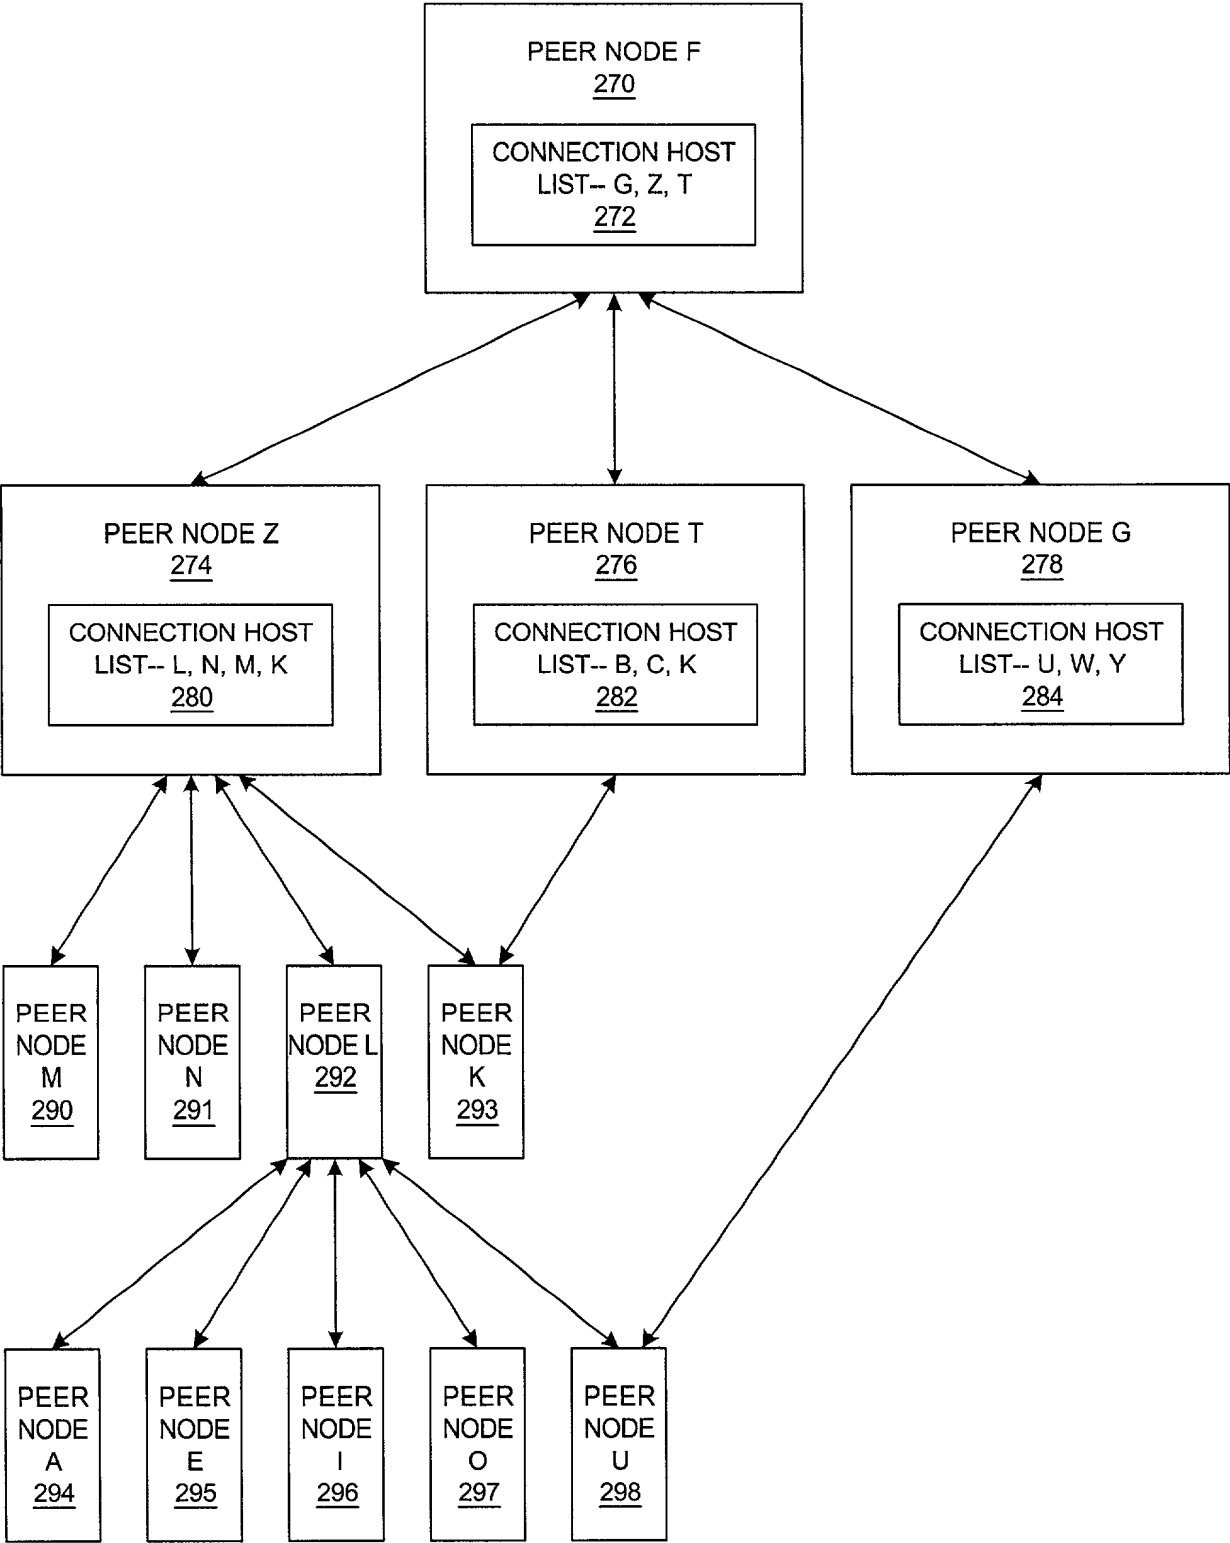 PEER NODE F
270
CONNECTION HOST
LIST-- G, Z, T
272
PEER NODE Z
274
CONNECTION HOST
LIST-- L, N, M, K
280
PEER NODE T
276
CONNECTION HOST
LIST-- B, C, K
282
PEER NODE G
278
CONNECTION HOST
LIST-- U, W, Y
284
PEER
NODE
M
290
PEER
NODE
N
291
PEER
NODE L
292
PEER
NODE
K
293
PEER
NODE
A
294
PEER
NODE
E
295
PEER
NODE
I
296
PEER
NODE
O
297
PEER
NODE
U
298